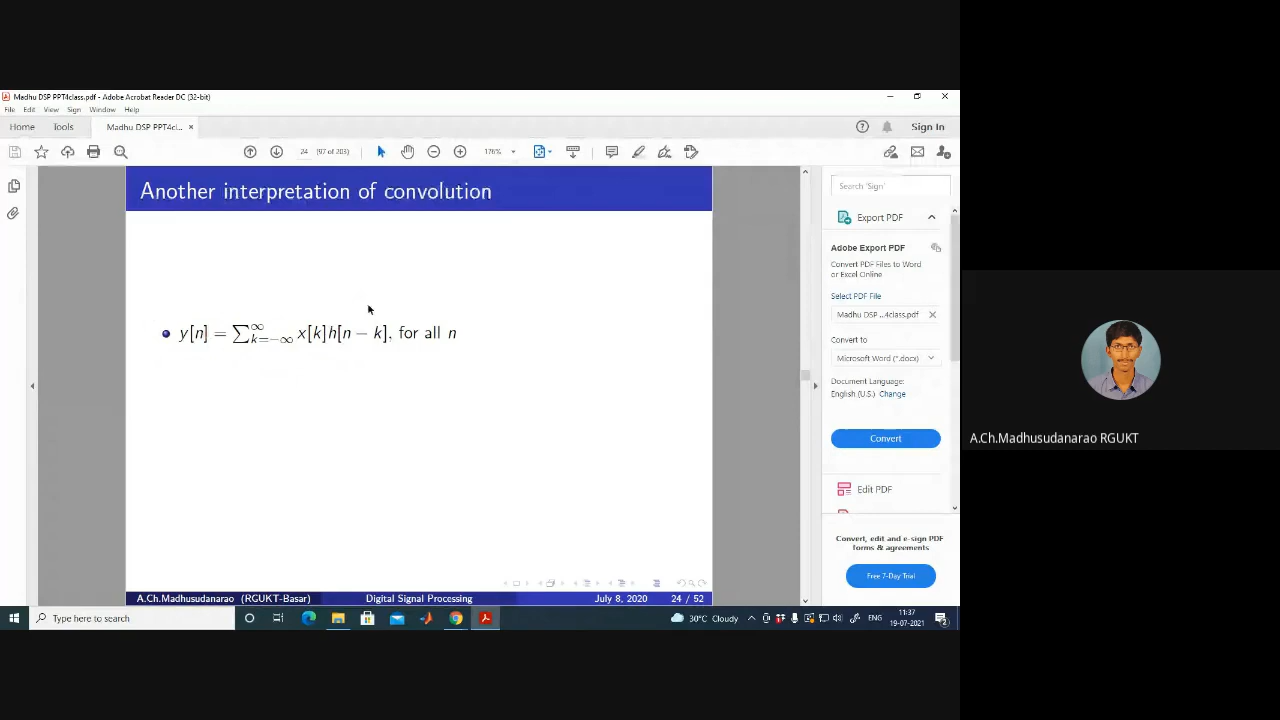 Madhu DSP PPT4class.pdf - Adobe Acrobat Reader DC (32-bit)
File Edit View Sign Window Help
Home Tools Madhu DSP PPT4cl... × Sign In
24 (97 of 203) 176%
Another interpretation of convolution
y[n] = ∑_{k=−∞}^{∞} x[k]h[n − k], for all n
A.Ch.Madhusudanarao (RGUKT-Basar) Digital Signal Processing July 8, 2020 24 / 52
Search 'Sign'
Export PDF
Adobe Export PDF
Convert PDF Files to Word
or Excel Online
Select PDF File
Madhu DSP ...4class.pdf
Convert to
Microsoft Word (*.docx)
Document Language:
English (U.S.) Change
Convert
Edit PDF
Convert, edit and e-sign PDF
forms & agreements
Free 7-Day Trial
Type here to search
30°C Cloudy ENG 11:37
19-07-2021
2
A.Ch.Madhusudanarao RGUKT